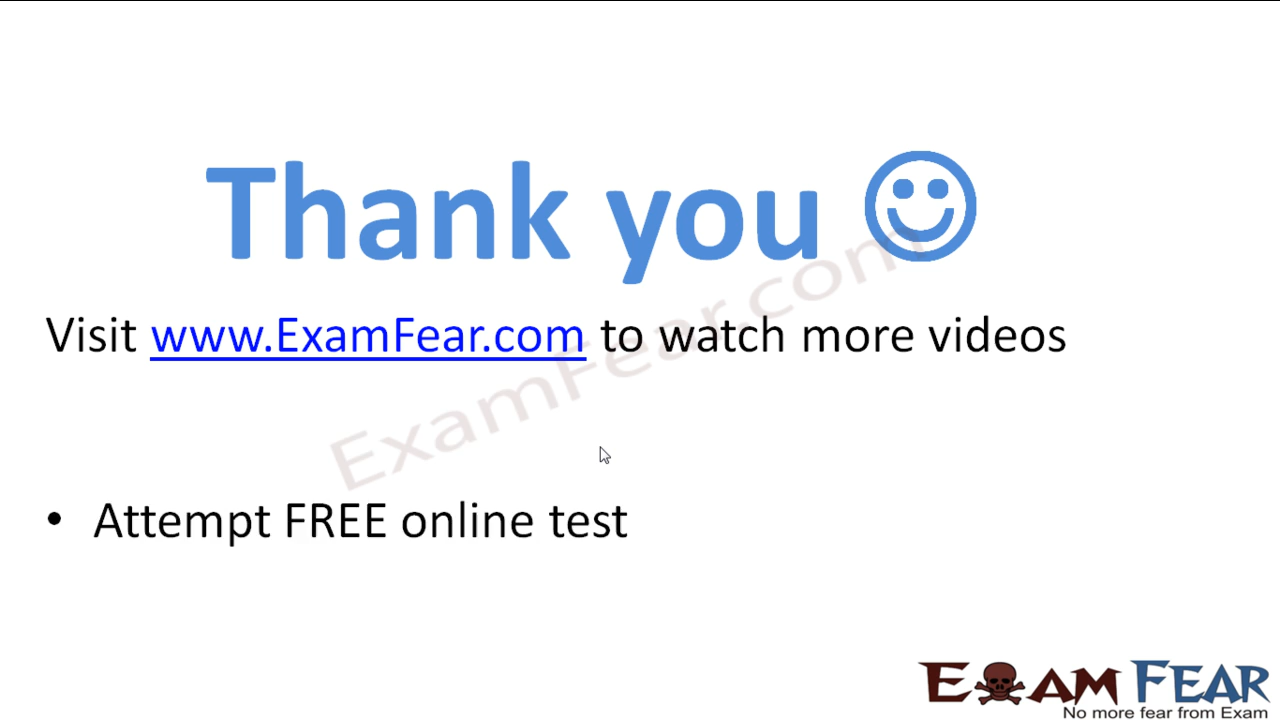 Thank you ☺
Visit www.ExamFear.com to watch more videos
ExamFear.com
• Attempt FREE online test
EXAM FEAR
No more fear from Exam